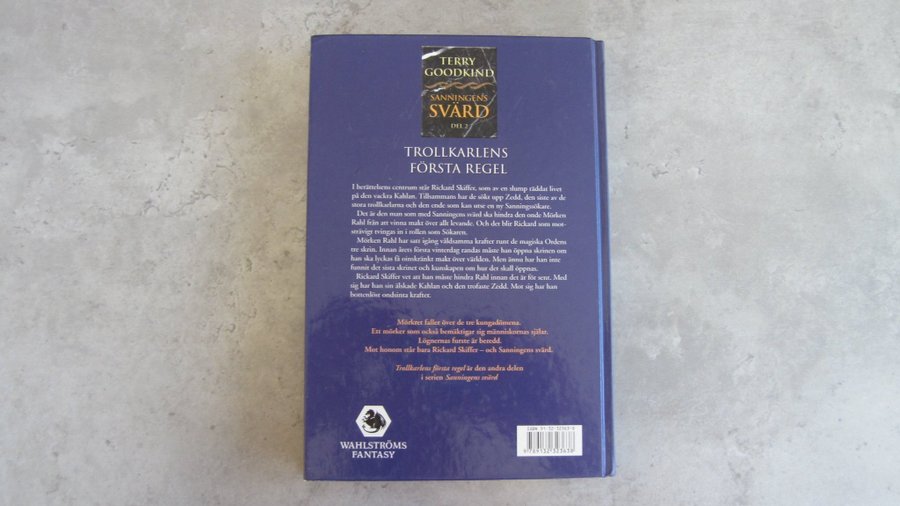 TERRY
GOODKIND
SANNINGENS
SVÄRD
DEL 2
TROLLKARLENS
FÖRSTA REGEL
I berättelsens centrum står Rickard Skiffer, som av en slump räddat livet
på den vackra Kahlan. Tillsammans har de sökt upp Zedd, den siste av de
stora trollkarlarna och den ende som kan utse en ny Sanningssökare.
Det är den man som med Sanningens svärd ska hindra den onde Mörken
Rahl från att vinna makt över allt levande. Och det blir Rickard som mot-
strävigt tvingas in i rollen som Sökaren.
Mörken Rahl har satt igång våldsamma krafter runt de magiska Ordens
tre skrin. Innan årets första vinterdag randas måste han öppna skrinen om
han ska lyckas få oinskränkt makt över världen. Men ännu har han inte
funnit det sista skrinet och kunskapen om hur det skall öppnas.
Rickard Skiffer vet att han måste hindra Rahl innan det är för sent. Med
sig har han sin älskade Kahlan och den trofaste Zedd. Mot sig har han
bottenlöst ondsinta krafter.
Mörkret faller över de tre kungadömena.
Ett mörker som också bemäktigar sig människornas själar.
Lögnernas furste är beredd.
Mot honom står bara Rickard Skiffer – och Sanningens svärd.
Trollkarlens första regel är den andra delen
i serien Sanningens svärd
WAHLSTRÖMS
FANTASY
ISBN 91-32-32363-8
9 789132 323638